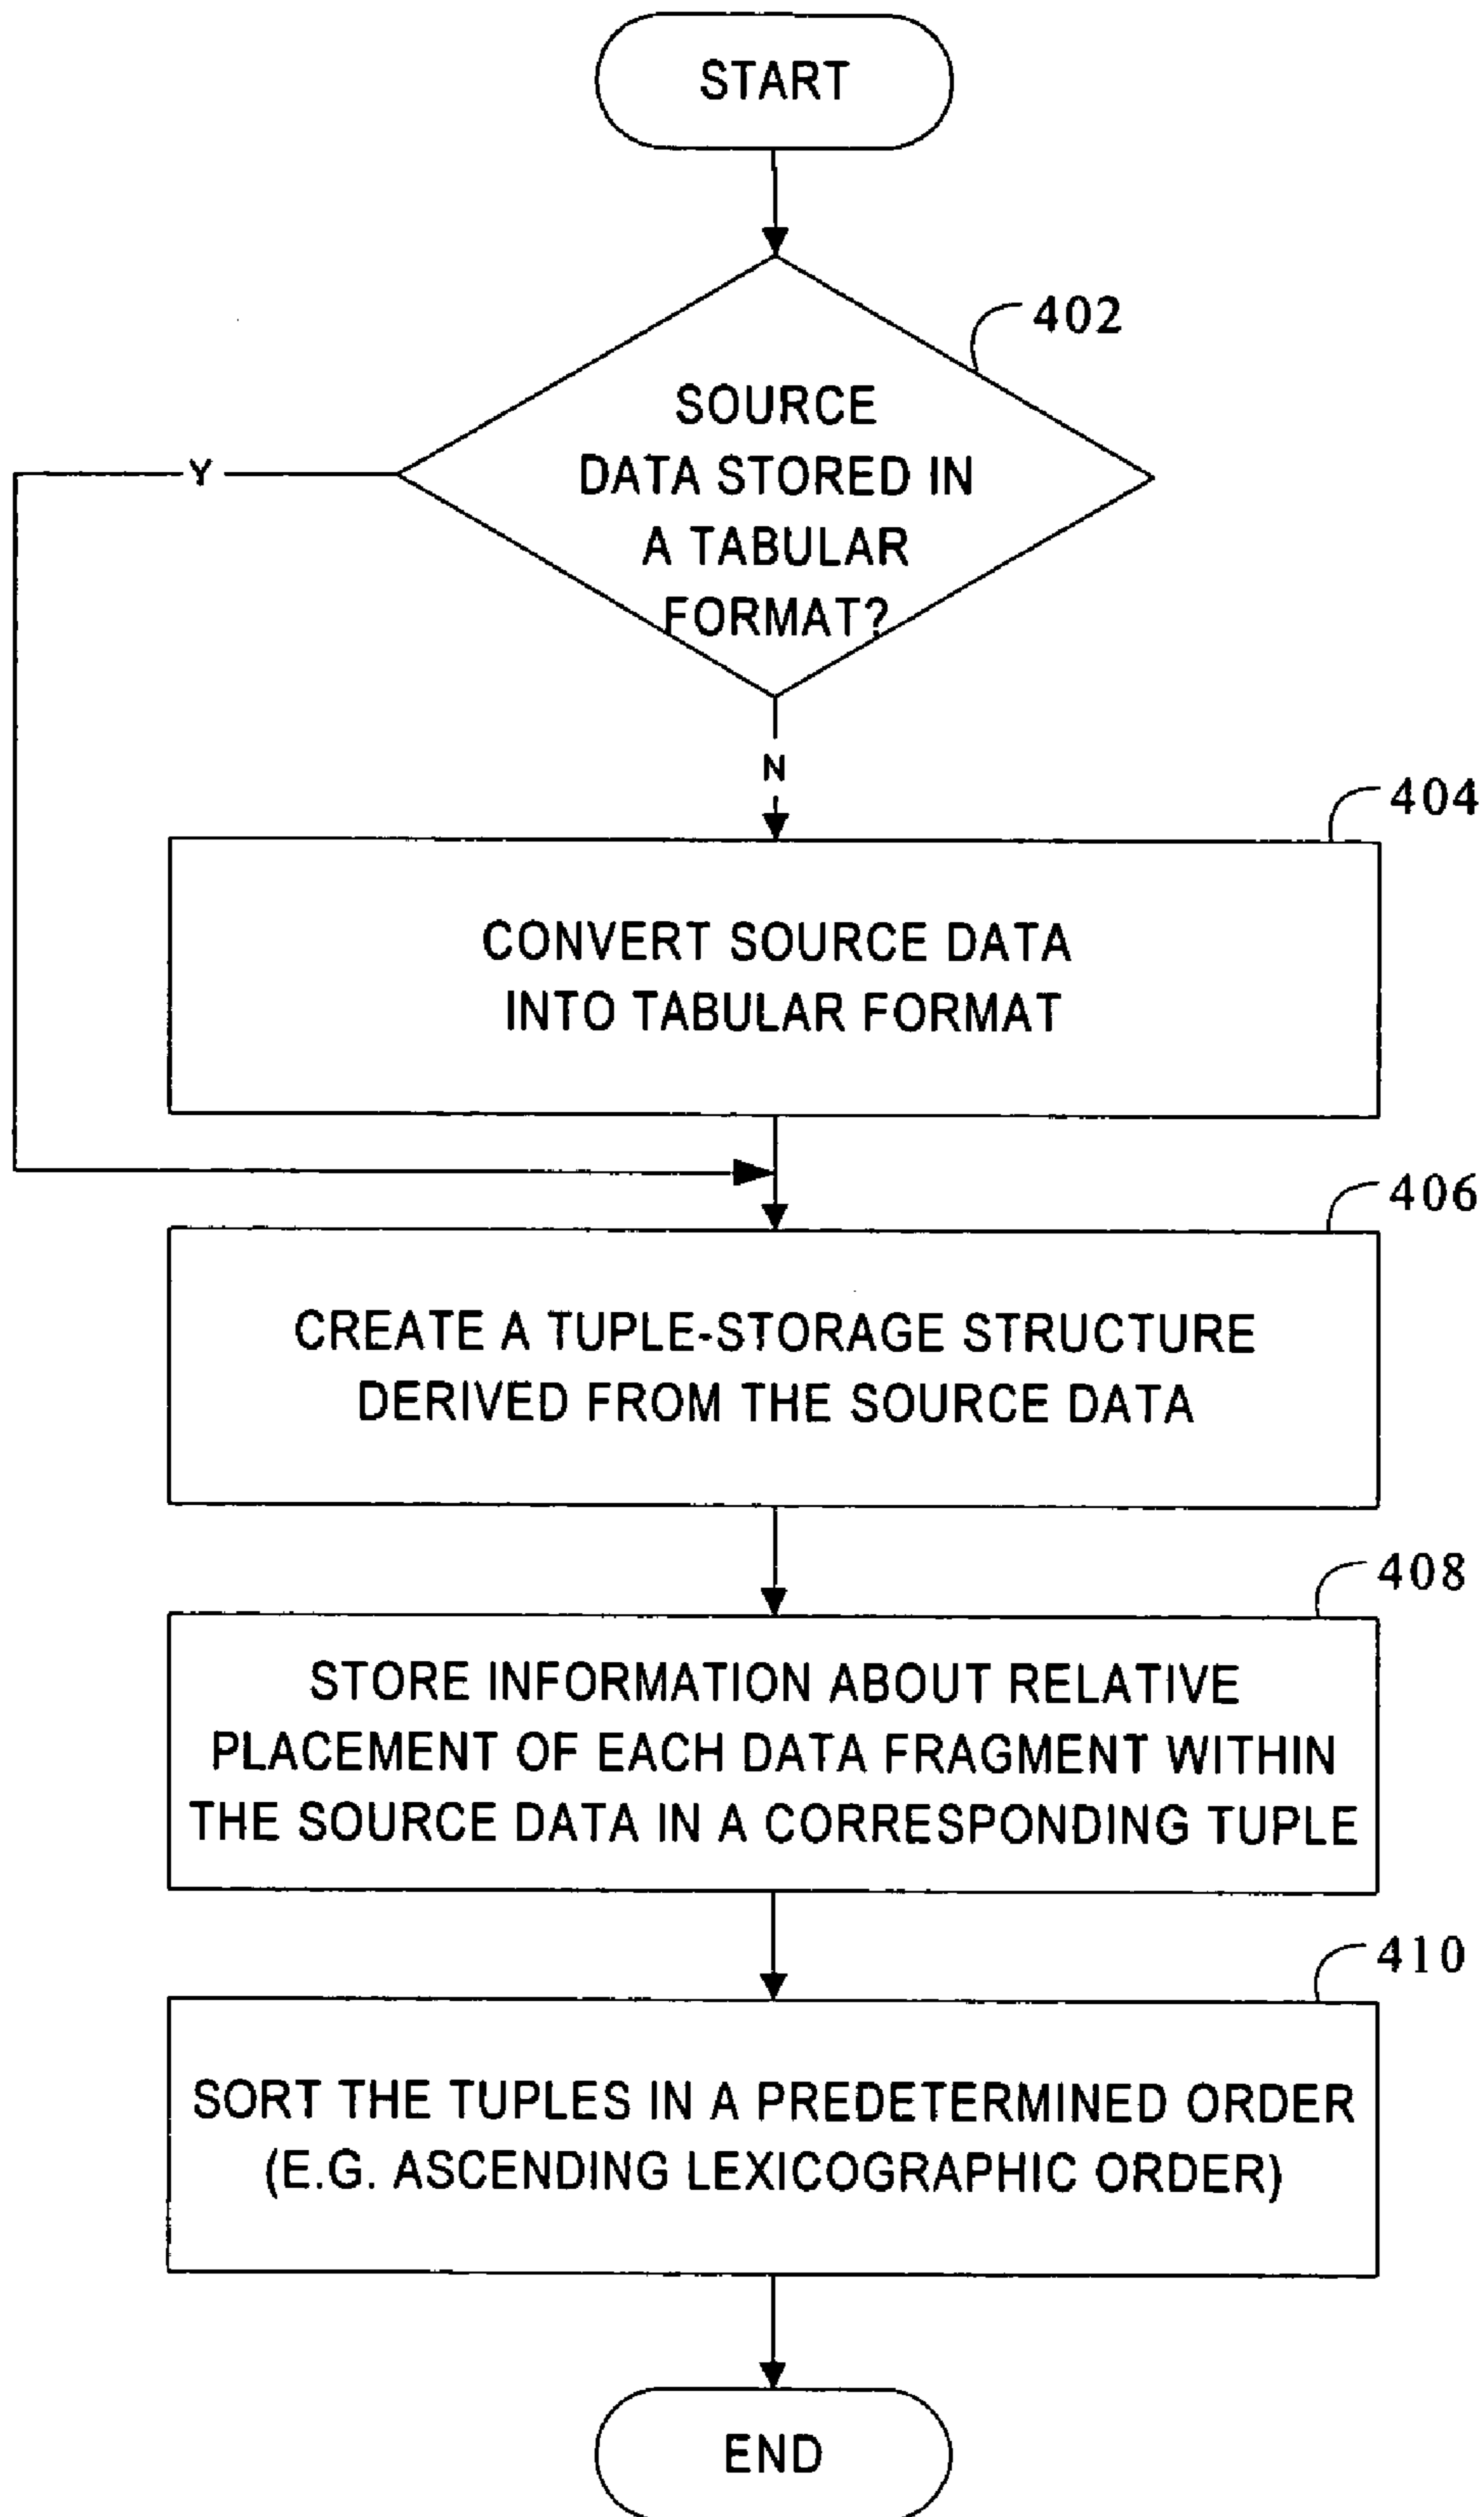 START
402
SOURCE
DATA STORED IN
A TABULAR
FORMAT?
Y
N
404
CONVERT SOURCE DATA
INTO TABULAR FORMAT
406
CREATE A TUPLE-STORAGE STRUCTURE
DERIVED FROM THE SOURCE DATA
408
STORE INFORMATION ABOUT RELATIVE
PLACEMENT OF EACH DATA FRAGMENT WITHIN
THE SOURCE DATA IN A CORRESPONDING TUPLE
410
SORT THE TUPLES IN A PREDETERMINED ORDER
(E.G. ASCENDING LEXICOGRAPHIC ORDER)
END